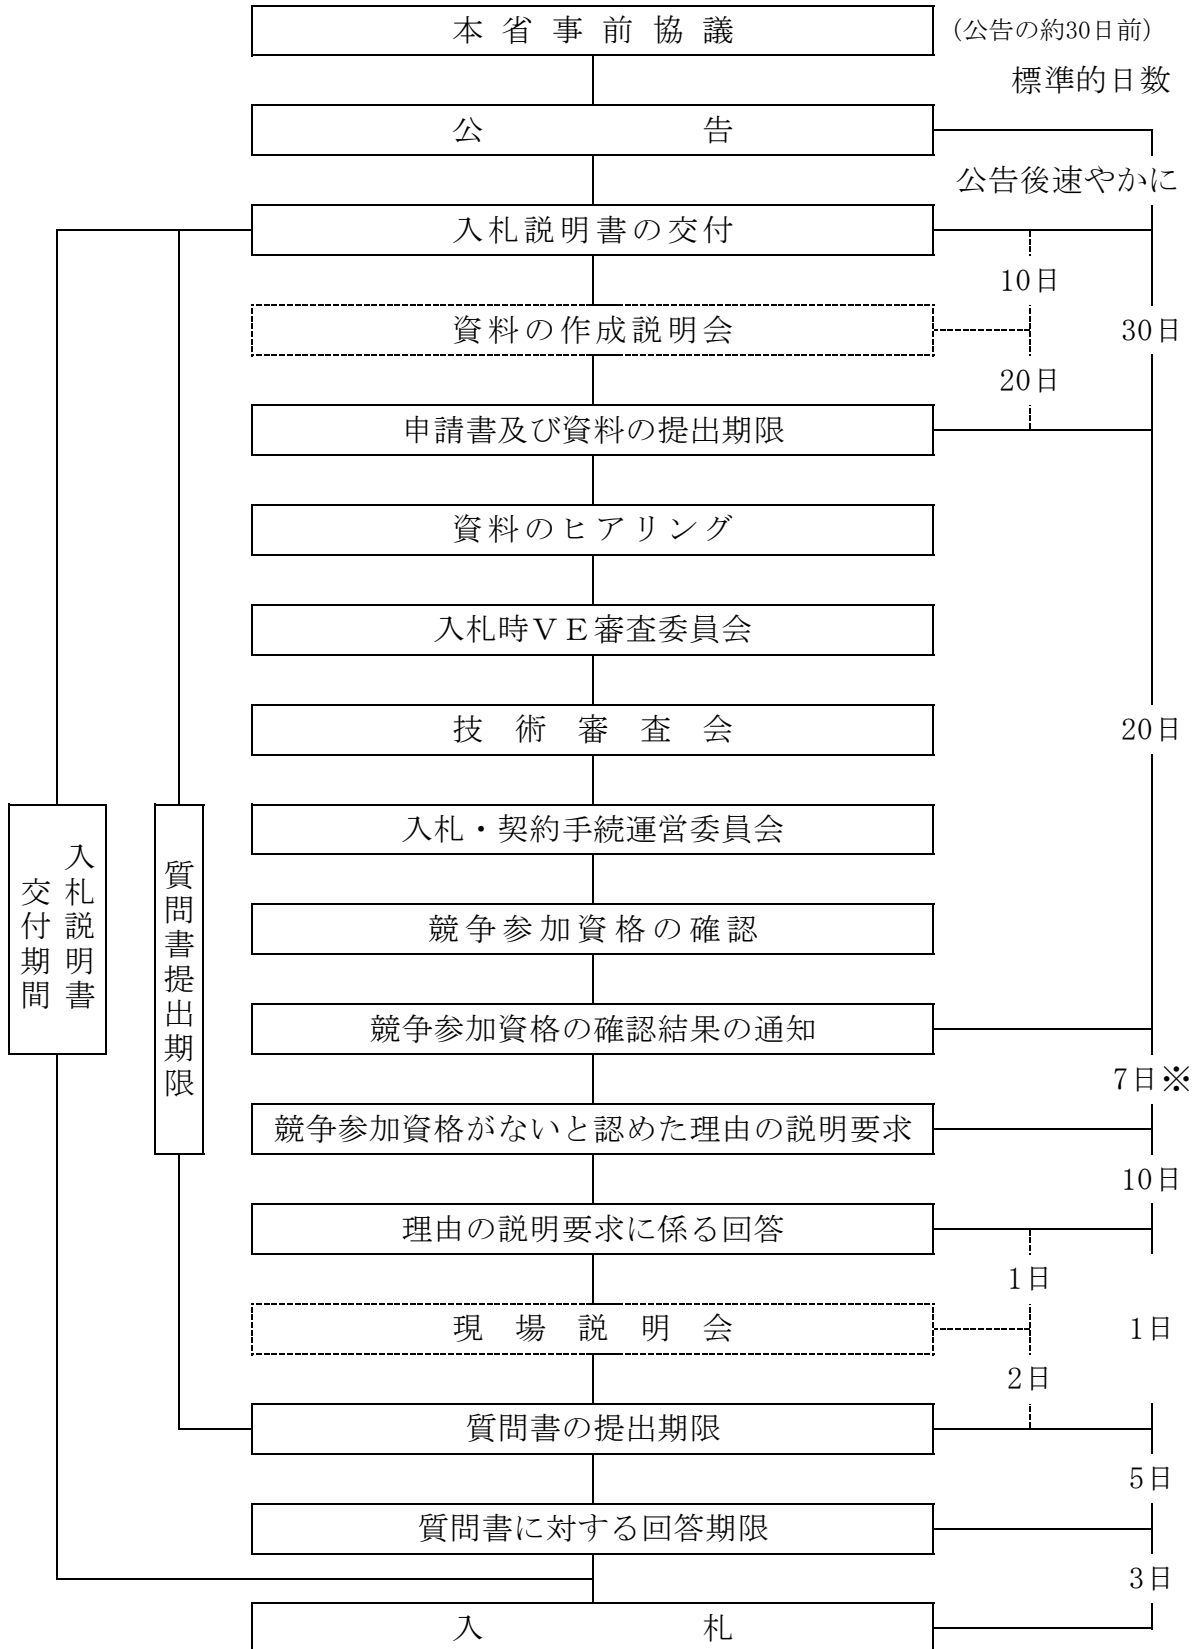 本省事前協議
(公告の約30日前)
標準的日数
公告
公告後速やかに
入札説明書の交付
10日
資料の作成説明会
30日
20日
申請書及び資料の提出期限
資料のヒアリング
入札時ＶＥ審査委員会
技術審査会
20日
入札・契約手続運営委員会
入札説明書
交付期間
質問書提出期限
競争参加資格の確認
競争参加資格の確認結果の通知
7日※
競争参加資格がないと認めた理由の説明要求
10日
理由の説明要求に係る回答
1日
現場説明会
1日
2日
質問書の提出期限
5日
質問書に対する回答期限
3日
入札